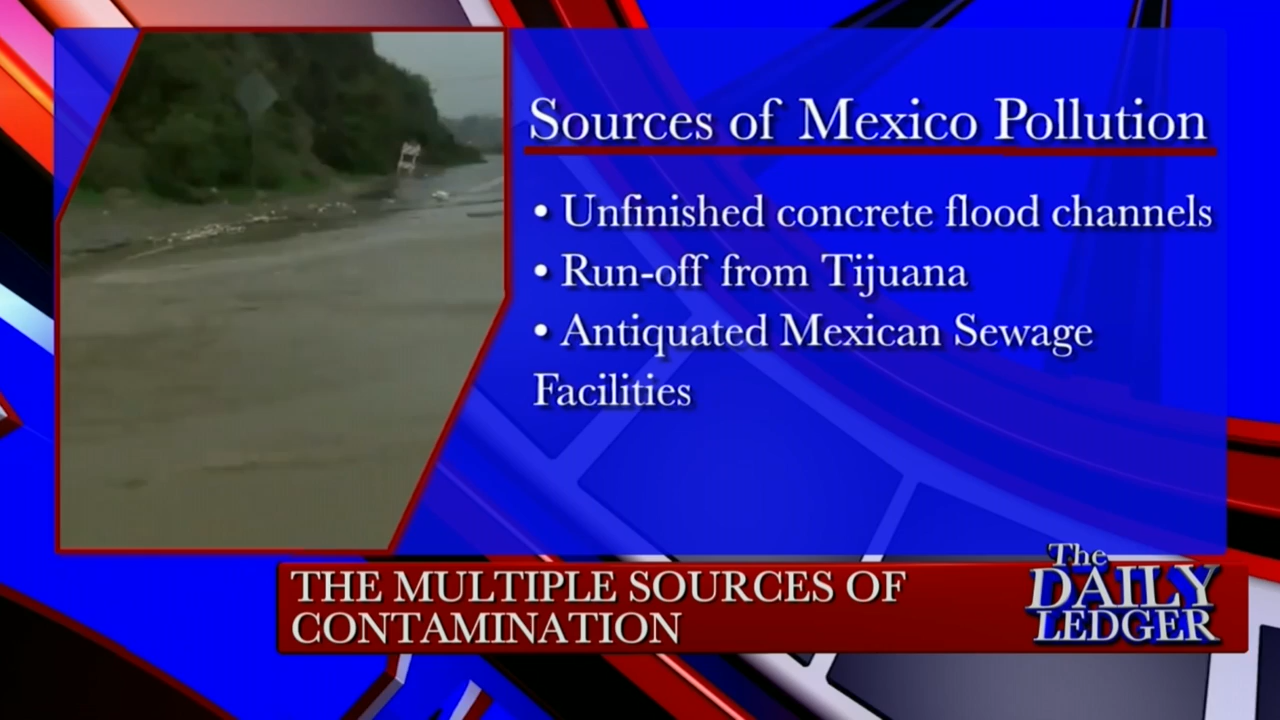 Sources of Mexico Pollution
• Unfinished concrete flood channels
• Run-off from Tijuana
• Antiquated Mexican Sewage
Facilities
THE MULTIPLE SOURCES OF
CONTAMINATION
The
DAILY
LEDGER